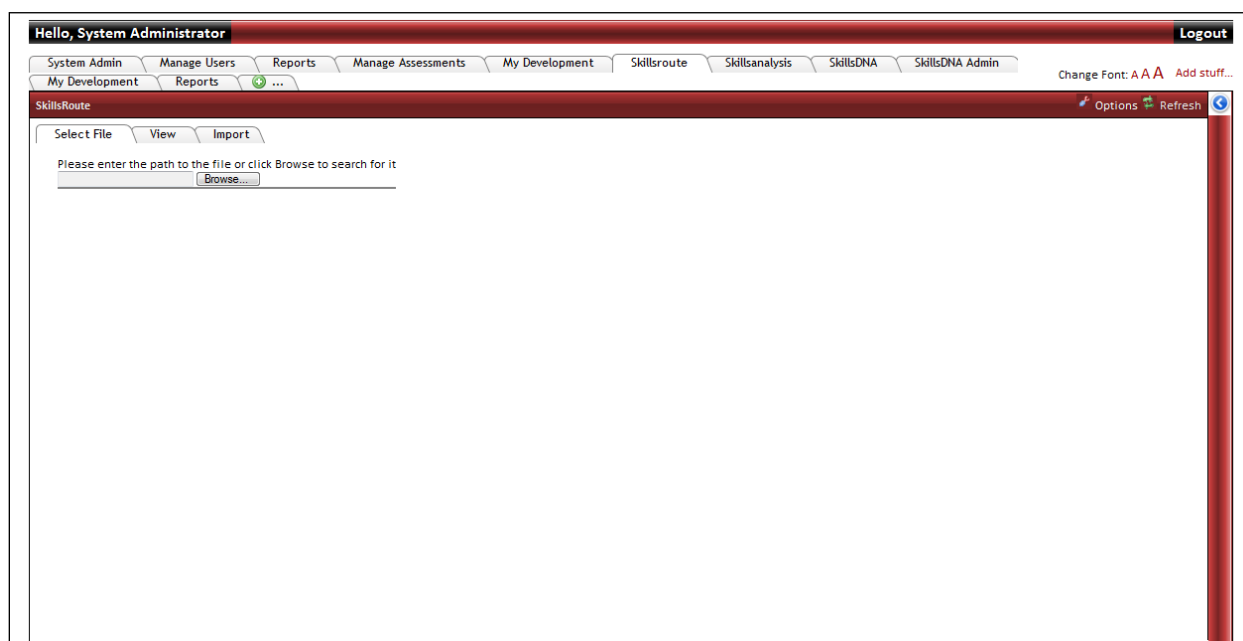 Hello, System Administrator Logout
System Admin Manage Users Reports Manage Assessments My Development Skillsroute Skillsanalysis SkillsDNA SkillsDNA Admin
Change Font: A A A Add stuff...
My Development Reports ...
SkillsRoute Options Refresh
Select File View Import
Please enter the path to the file or click Browse to search for it
Browse...